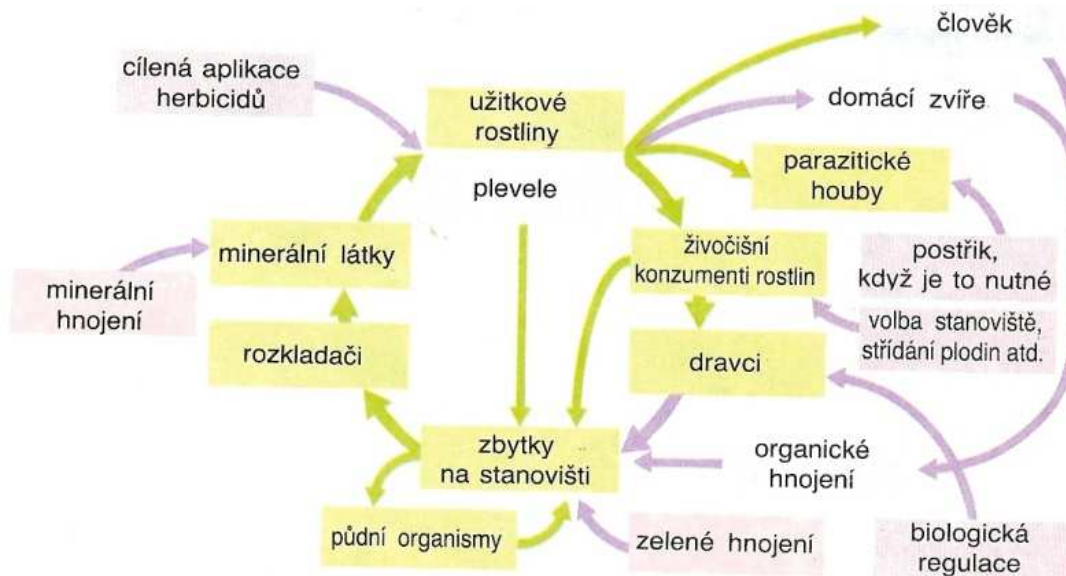 člověk
cílená aplikace
herbicidů
užitkové
rostliny
domácí zvíře
parazitické
houby
plevele
minerální látky
živočišní
konzumenti rostlin
postřik,
když je to nutné
minerální
hnojení
volba stanoviště,
střídání plodin atd.
rozkladači
dravci
zbytky
na stanovišti
organické
hnojení
půdní organismy
zelené hnojení
biologická
regulace